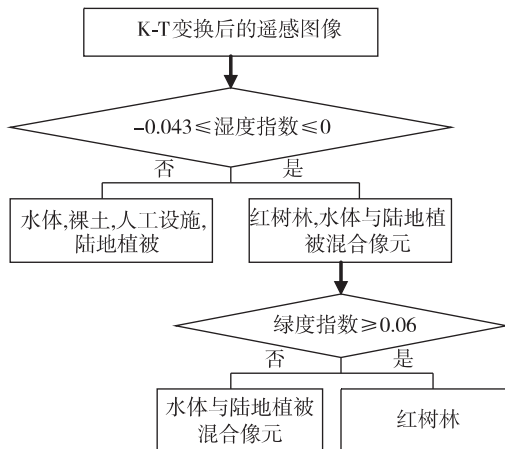 K-T变换后的遥感图像
-0.043≤湿度指数≤0
否
是
水体,裸土,人工设施,
陆地植被
红树林,水体与陆地植
被混合像元
绿度指数≥0.06
否
是
水体与陆地植被
混合像元
红树林